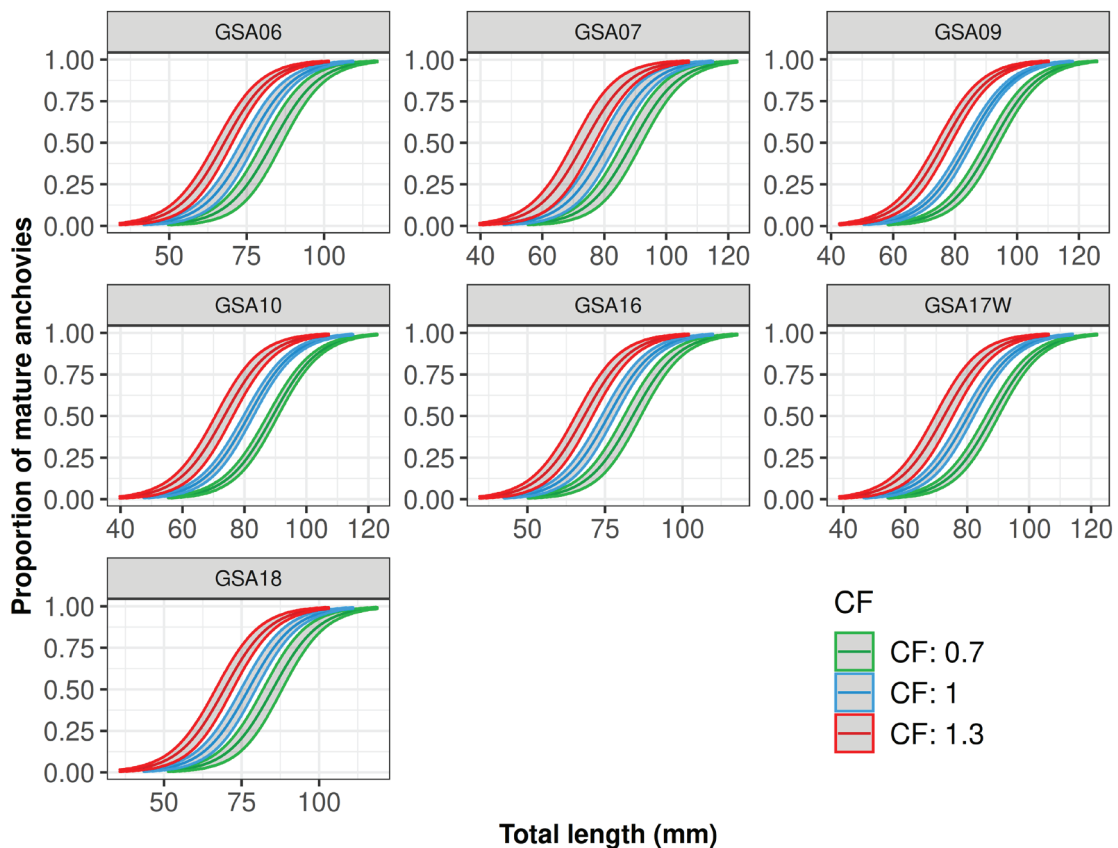 GSA06 GSA07 GSA09
1.00 1.00 1.00
0.75 0.75 0.75
0.50 0.50 0.50
0.25 0.25 0.25
0.00 0.00 0.00
50 75 100 40 60 80 100 120 40 60 80 100 120
GSA10 GSA16 GSA17W
1.00 1.00 1.00
0.75 0.75 0.75
0.50 0.50 0.50
0.25 0.25 0.25
0.00 0.00 0.00
40 60 80 100 120 50 75 100 40 60 80 100 120
GSA18
1.00
0.75
0.50
0.25
0.00
50 75 100
Proportion of mature anchovies
Total length (mm)
CF
CF: 0.7
CF: 1
CF: 1.3